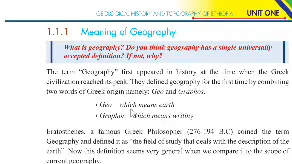 GEOLOGICAL HISTORY AND TOPOGRAPHY OF ETHIOPIA UNIT ONE
1.1.1 Meaning of Geography
What is geography? Do you think geography has a single universally
accepted definition? If not, why?
The term "Geography" first appeared in history at the time when the Greek
civilization reached its peak. They defined geography for the first time by combining
two words of Greek origin namely: Geo and Graphos.
• Geo – which means earth
• Graphos – which means writing
Eratosthenes, a famous Greek Philosopher (276-194 B.C) coined the term
Geography and defined it as "the field of study that deals with the description of the
earth". Now this definition seems very general when we compare it to the scope of
current geography.